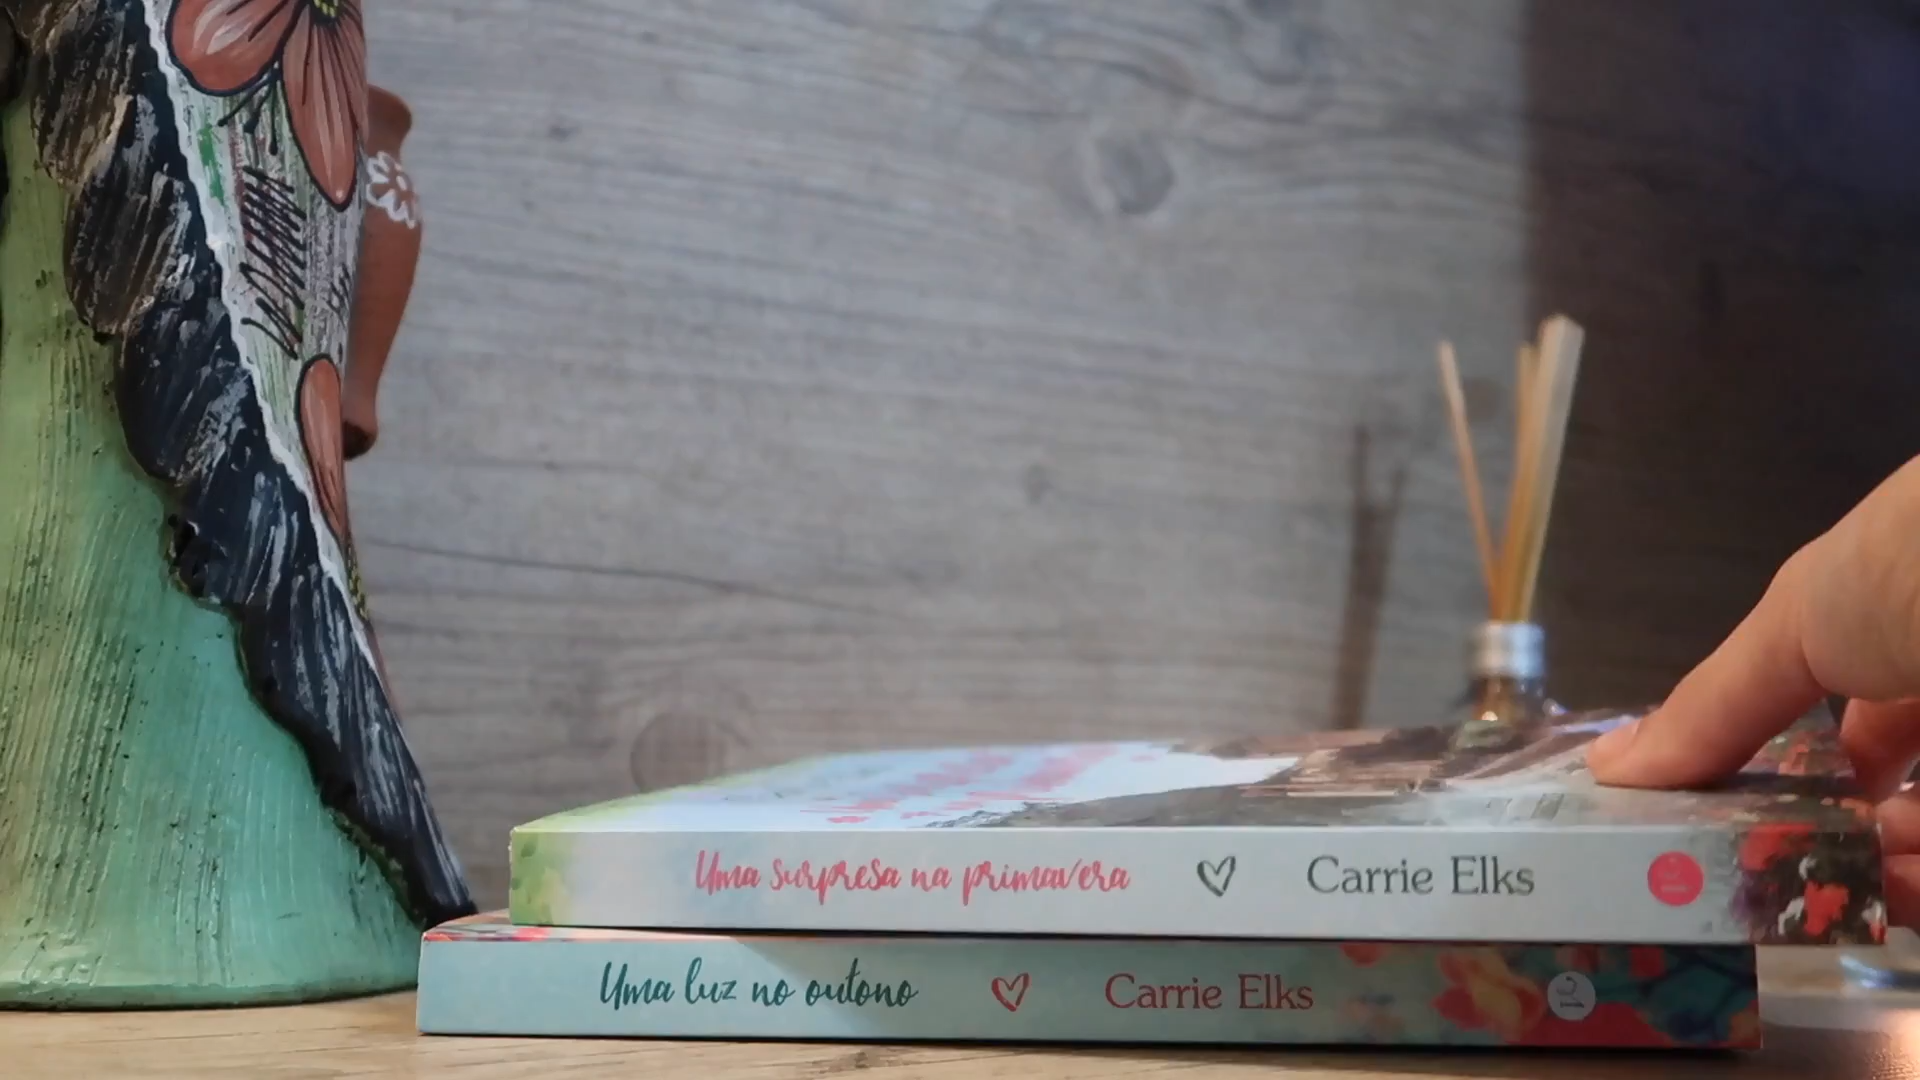 Uma surpresa na primavera Carrie Elks
Uma luz no outono Carrie Elks